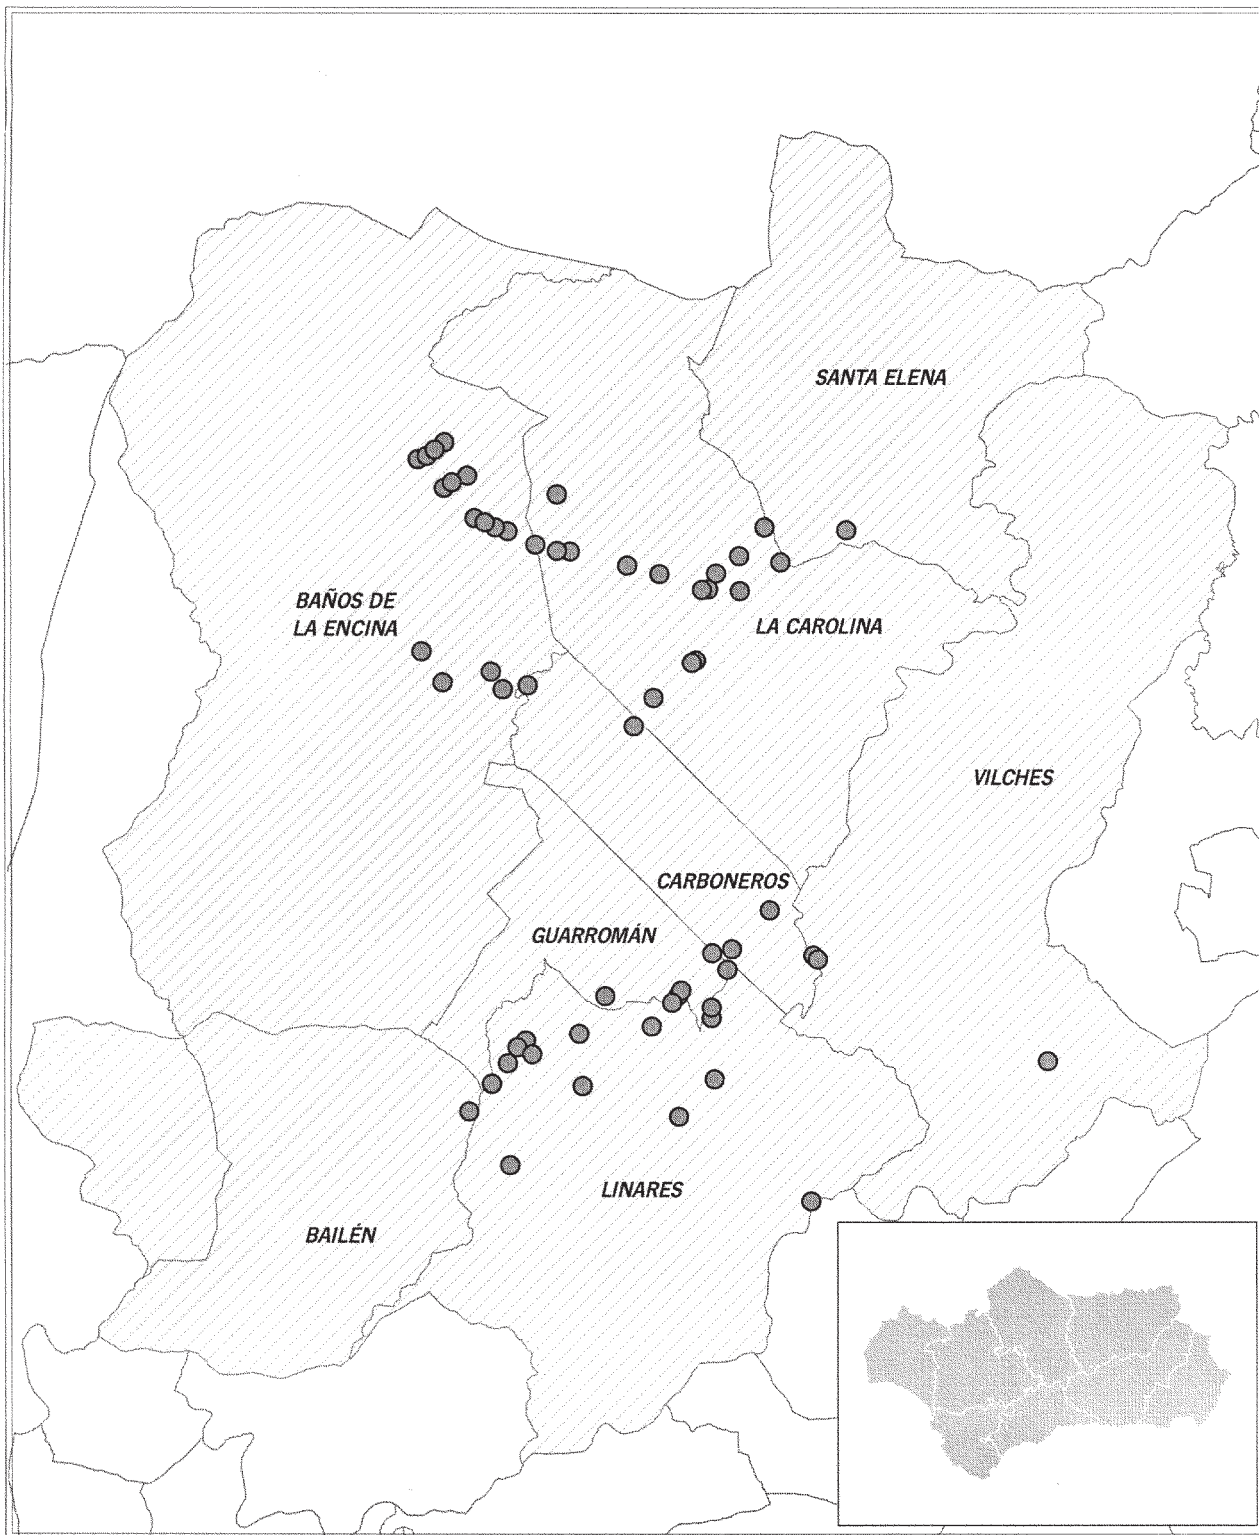 SANTA ELENA
BAÑOS DE
LA ENCINA
LA CAROLINA
VILCHES
CARBONEROS
GUARROMÁN
LINARES
BAILÉN